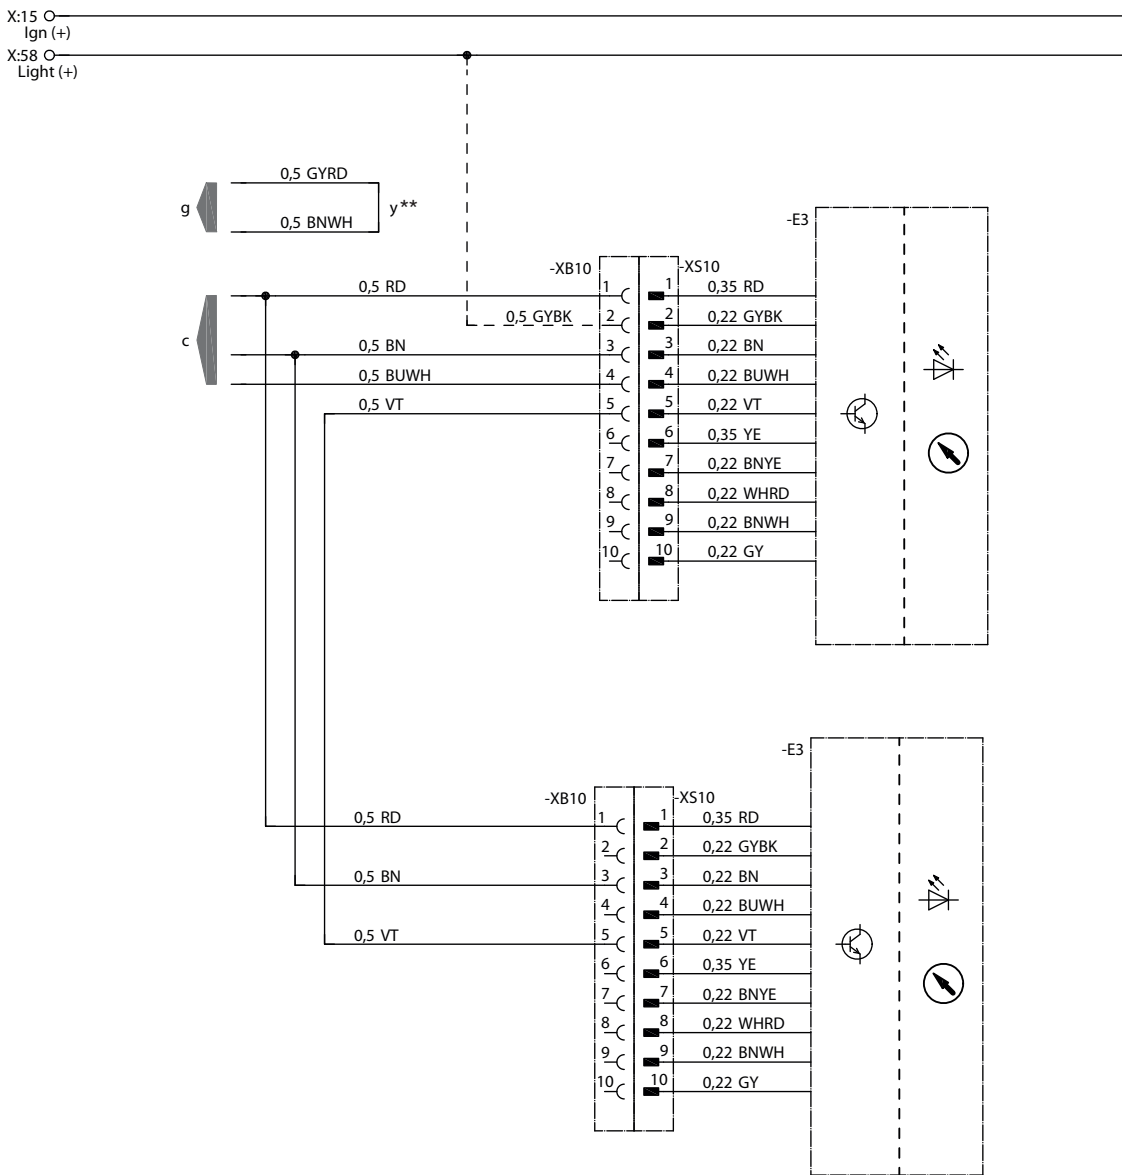 X:15
Ign (+)
X:58
Light (+)
0,5 GYRD
g
y**
0,5 BNWH
-E3
-XB10
-XS10
0,5 RD
1
1
0,35 RD
0,5 GYBK
2
2
0,22 GYBK
c
0,5 BN
3
3
0,22 BN
0,5 BUWH
4
4
0,22 BUWH
0,5 VT
5
5
0,22 VT
6
6
0,35 YE
7
7
0,22 BNYE
8
8
0,22 WHRD
9
9
0,22 BNWH
10
10
0,22 GY
-E3
-XB10
-XS10
0,5 RD
1
1
0,35 RD
2
2
0,22 GYBK
0,5 BN
3
3
0,22 BN
4
4
0,22 BUWH
0,5 VT
5
5
0,22 VT
6
6
0,35 YE
7
7
0,22 BNYE
8
8
0,22 WHRD
9
9
0,22 BNWH
10
10
0,22 GY